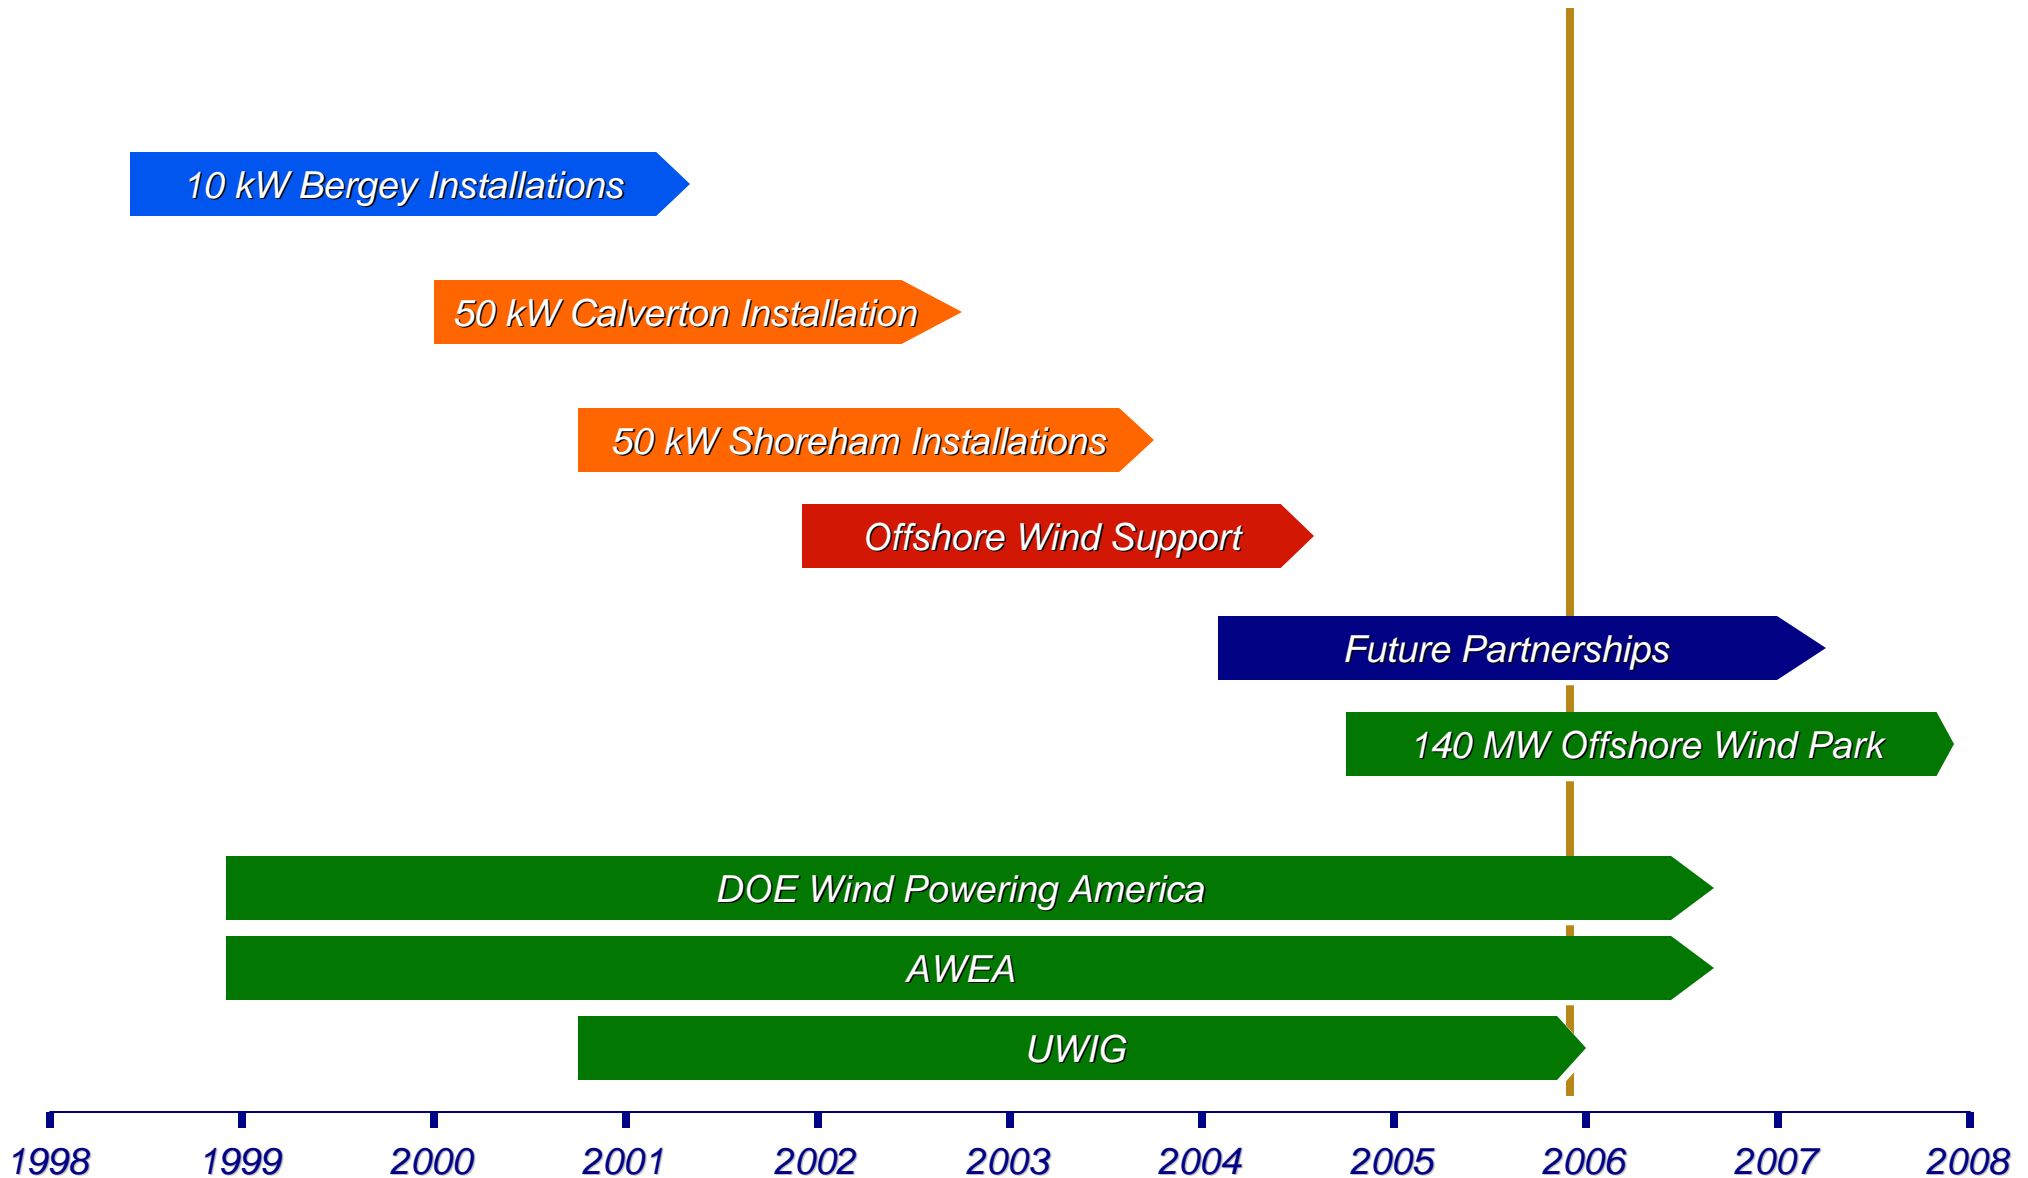 10 kW Bergey Installations
50 kW Calverton Installation
50 kW Shoreham Installations
Offshore Wind Support
Future Partnerships
140 MW Offshore Wind Park
DOE Wind Powering America
AWEA
UWIG
1998 1999 2000 2001 2002 2003 2004 2005 2006 2007 2008